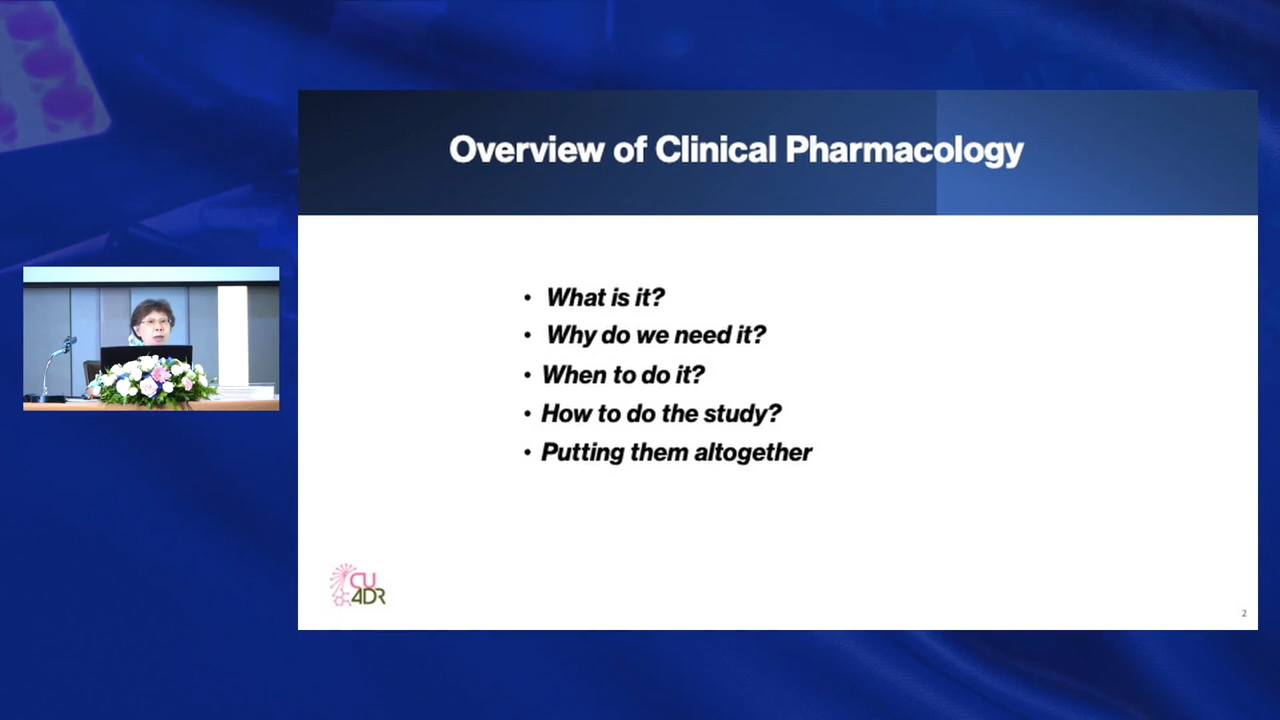 Overview of Clinical Pharmacology
• What is it?
• Why do we need it?
• When to do it?
• How to do the study?
• Putting them altogether
CU
4DR
2